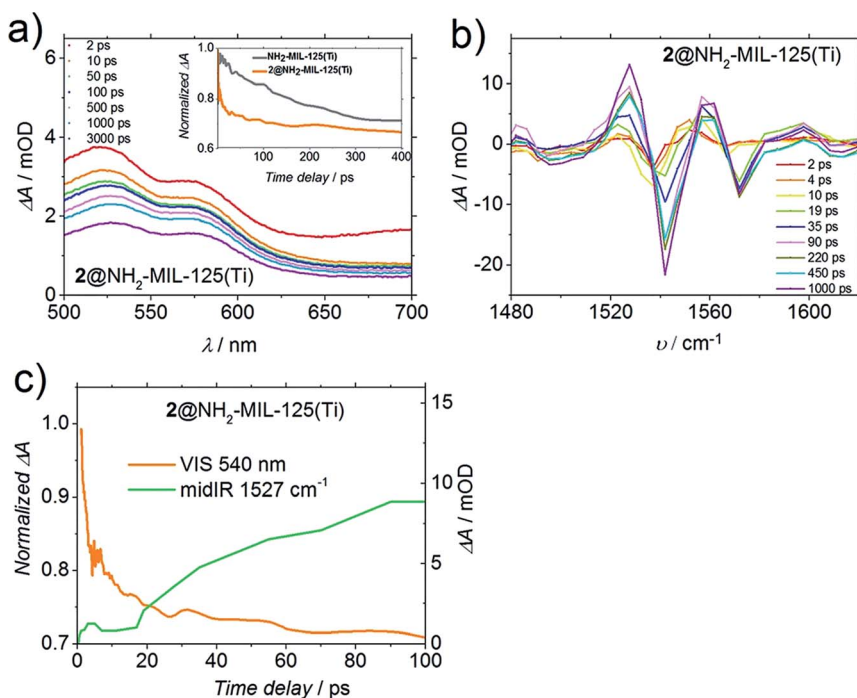 a)
6
4
2
0
ΔA / mOD
2 ps
10 ps
50 ps
100 ps
500 ps
1000 ps
3000 ps
1.0
0.8
0.6
Normalized ΔA
NH2-MIL-125(Ti)
2@NH2-MIL-125(Ti)
100 200 300 400
Time delay / ps
2@NH2-MIL-125(Ti)
500 550 600 650 700
λ / nm
b)
2@NH2-MIL-125(Ti)
10
0
-10
-20
ΔA / mOD
2 ps
4 ps
10 ps
19 ps
35 ps
90 ps
220 ps
450 ps
1000 ps
1480 1520 1560 1600
υ / cm-1
c)
2@NH2-MIL-125(Ti)
1.0
0.9
0.8
0.7
Normalized ΔA
VIS 540 nm
midIR 1527 cm-1
15
10
5
0
ΔA / mOD
0 20 40 60 80 100
Time delay / ps